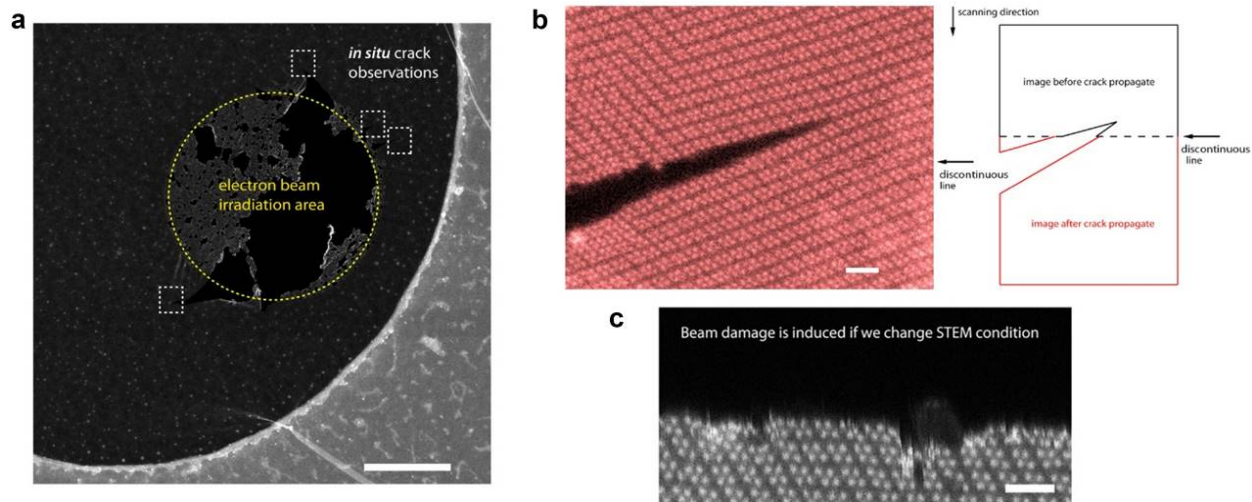 a
in situ crack
observations
electron beam
irradiation area
b
discontinuous
line
scanning direction
image before crack propagate
discontinuous
line
image after crack propagate
c
Beam damage is induced if we change STEM condition